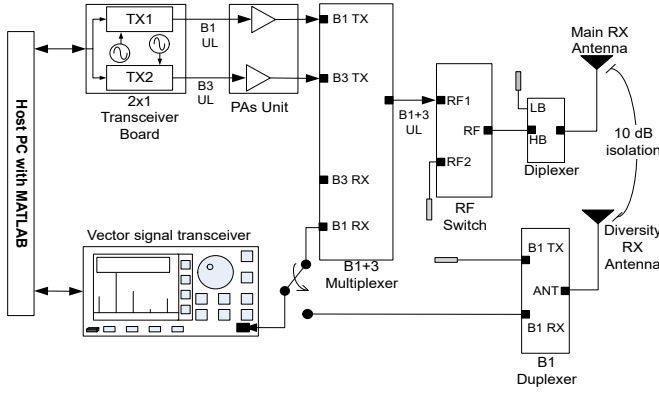 TX1
TX2
2x1
Transceiver
Board
B1
UL
B3
UL
PAs Unit
B1 TX
B3 TX
B3 RX
B1 RX
B1+3
Multiplexer
B1+3
UL
RF1
RF
RF2
RF
Switch
LB
HB
Diplexer
Main RX
Antenna
10 dB
isolation
Diversity
RX
Antenna
B1 TX
ANT
B1 RX
B1
Duplexer
Host PC with MATLAB
Vector signal transceiver